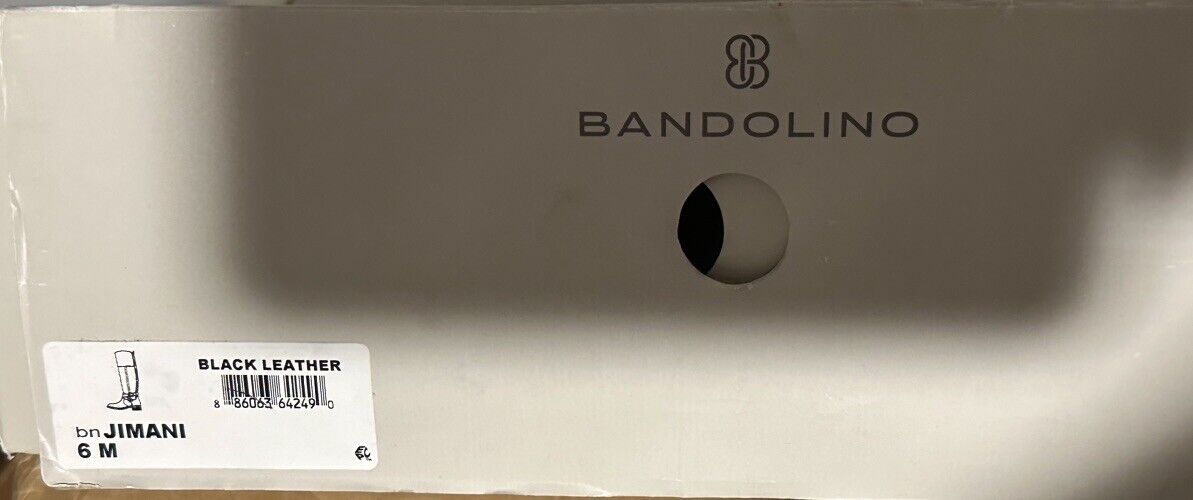 BANDOLINO
BLACK LEATHER
8 86063 64249 0
bn JIMANI
6 M